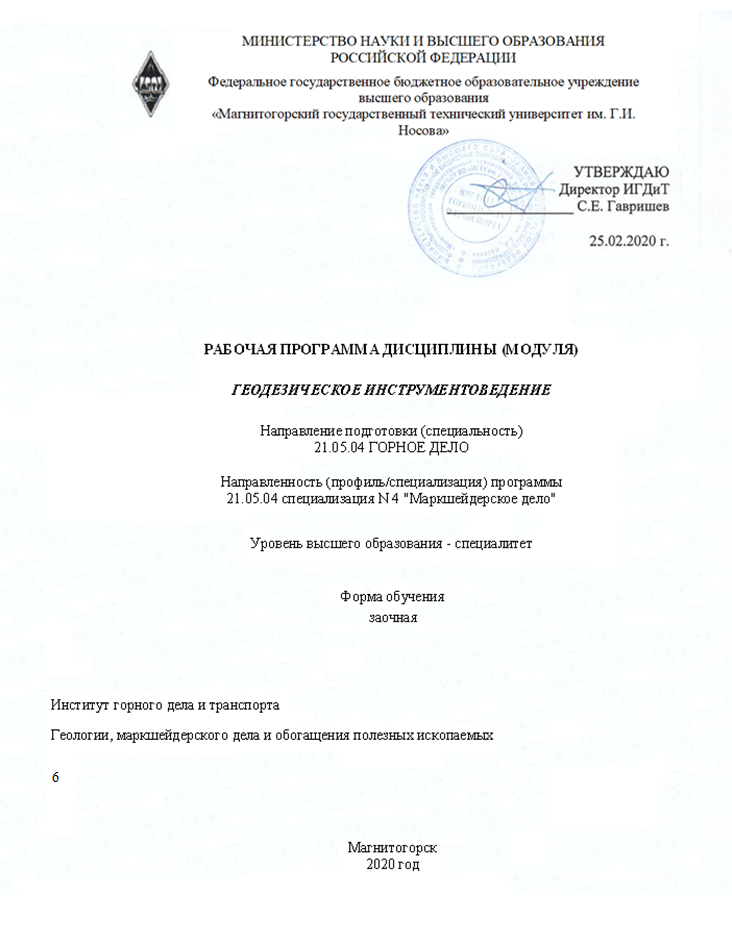 МИНИСТЕРСТВО НАУКИ И ВЫСШЕГО ОБРАЗОВАНИЯ
РОССИЙСКОЙ ФЕДЕРАЦИИ
Федеральное государственное бюджетное образовательное учреждение
высшего образования
«Магнитогорский государственный технический университет им. Г.И.
Носова»
УТВЕРЖДАЮ
Директор ИГДиТ
С.Е. Гавришев
25.02.2020 г.
РАБОЧАЯ ПРОГРАММА ДИСЦИПЛИНЫ (МОДУЛЯ)
ГЕОДЕЗИЧЕСКОЕ ИНСТРУМЕНТОВЕДЕНИЕ
Направление подготовки (специальность)
21.05.04 ГОРНОЕ ДЕЛО
Направленность (профиль/специализация) программы
21.05.04 специализация N 4 "Маркшейдерское дело"
Уровень высшего образования - специалитет
Форма обучения
заочная
Институт горного дела и транспорта
Геологии, маркшейдерского дела и обогащения полезных ископаемых
6
Магнитогорск
2020 год